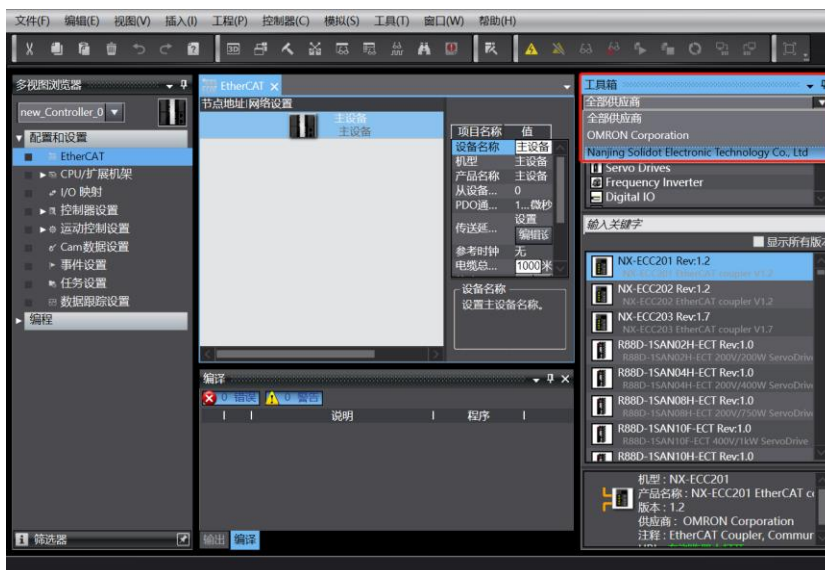 文件(F) 编辑(E) 视图(V) 插入(I) 工程(P) 控制器(C) 模拟(S) 工具(T) 窗口(W) 帮助(H)
多视图浏览器
new_Controller_0
配置和设置
EtherCAT
CPU/扩展机架
I/O 映射
控制器设置
运动控制设置
Cam数据设置
事件设置
任务设置
数据跟踪设置
编程
筛选器
EtherCAT
节点地址|网络设置
主设备
主设备
项目名称 值
设备名称 主设备
机型 主设备
产品名称 主设备
从设备... 0
PDO通... 1...微秒
传送延... 设置
编辑
参考时钟 无
电缆总... 1000 米
设备名称
设置主设备名称。
编译
0 错误 0 警告
说明 程序
输出 编译
工具箱
全部供应商
全部供应商
OMRON Corporation
Nanjing Solidot Electronic Technology Co., Ltd
Servo Drives
Frequency Inverter
Digital IO
输入关键字
显示所有版
NX-ECC201 Rev:1.2
NX-ECC201 EtherCAT coupler V1.2
NX-ECC202 Rev:1.2
NX-ECC202 EtherCAT coupler V1.2
NX-ECC203 Rev:1.7
NX-ECC203 EtherCAT coupler V1.7
R88D-1SAN02H-ECT Rev:1.0
R88D-1SAN02H-ECT 200V/200W ServoDriv
R88D-1SAN04H-ECT Rev:1.0
R88D-1SAN04H-ECT 200V/400W ServoDriv
R88D-1SAN08H-ECT Rev:1.0
R88D-1SAN08H-ECT 200V/750W ServoDriv
R88D-1SAN10F-ECT Rev:1.0
R88D-1SAN10F-ECT 400V/1kW ServoDrive
R88D-1SAN10H-ECT Rev:1.0
机型 : NX-ECC201
产品名称 : NX-ECC201 EtherCAT c
版本 : 1.2
供应商 : OMRON Corporation
注释 : EtherCAT Coupler, Commur